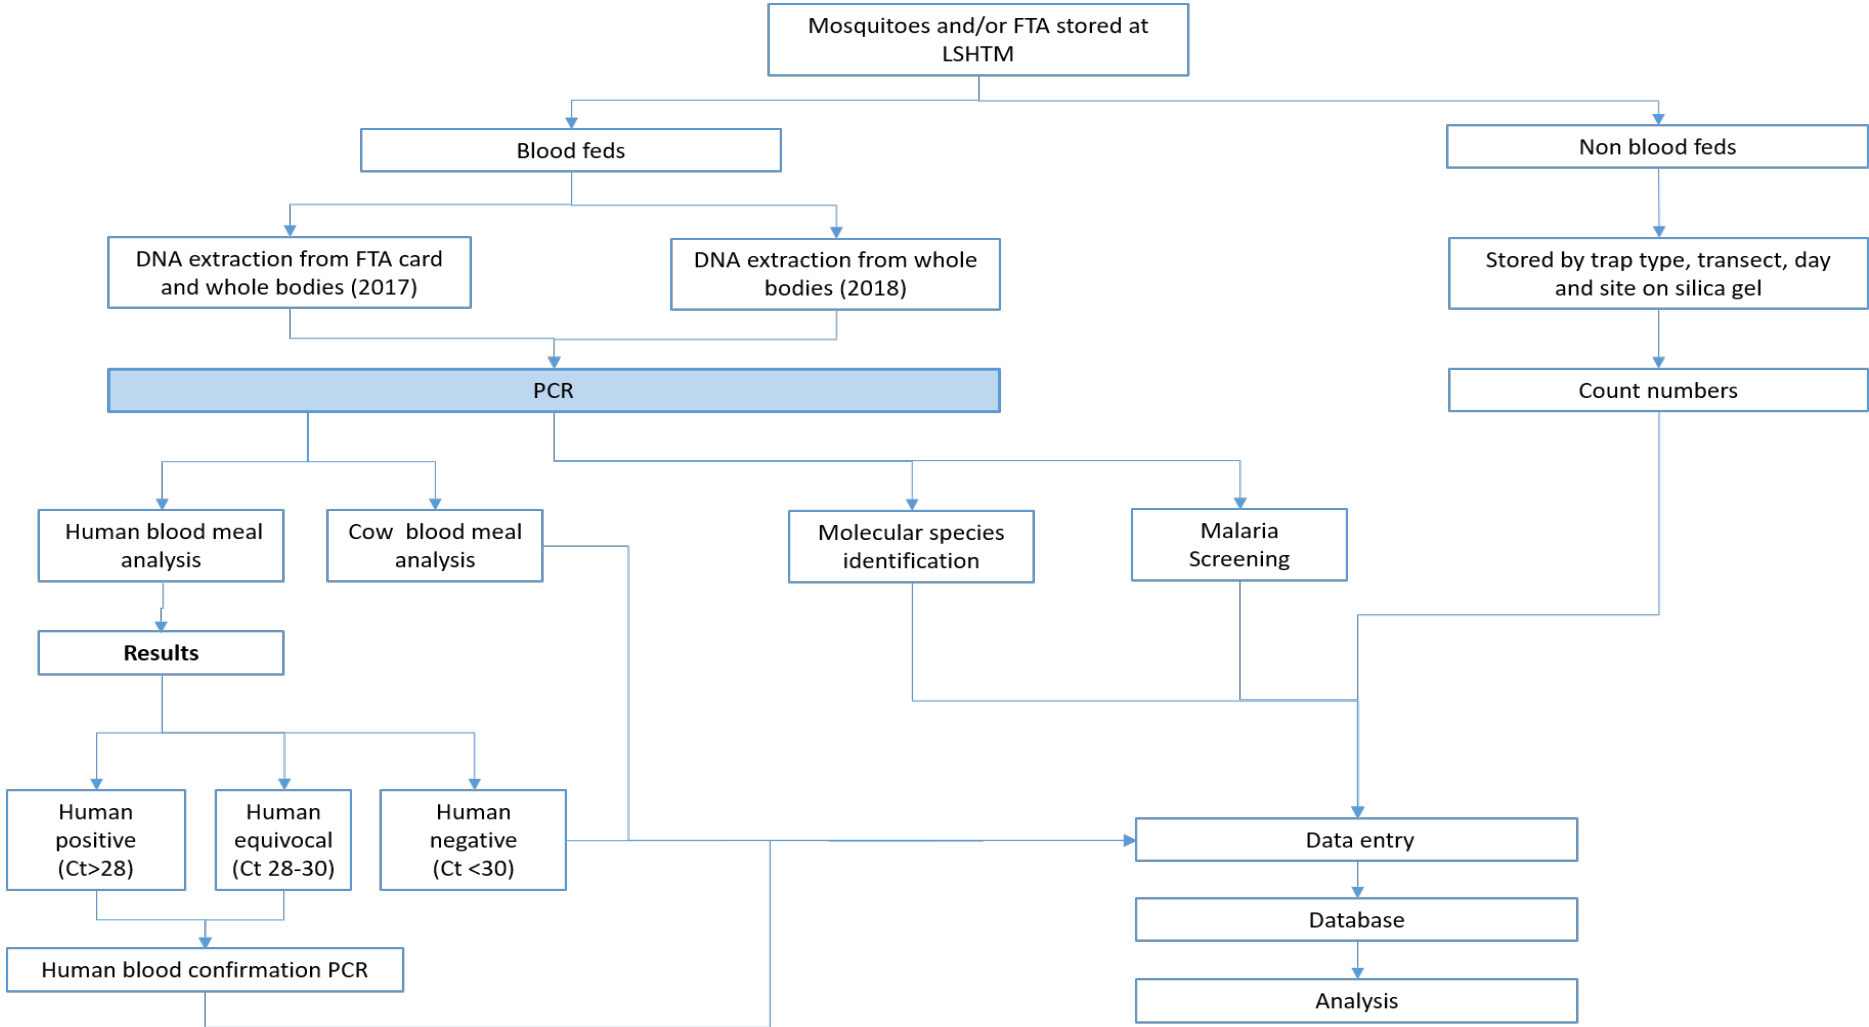 Mosquitoes and/or FTA stored at
LSHTM
Blood feds
Non blood feds
DNA extraction from FTA card
and whole bodies (2017)
DNA extraction from whole
bodies (2018)
Stored by trap type, transect, day
and site on silica gel
PCR
Count numbers
Human blood meal
analysis
Cow  blood meal
analysis
Molecular species
identification
Malaria
Screening
Results
Human
positive
(Ct>28)
Human
equivocal
(Ct 28-30)
Human
negative
(Ct <30)
Data entry
Database
Human blood confirmation PCR
Analysis